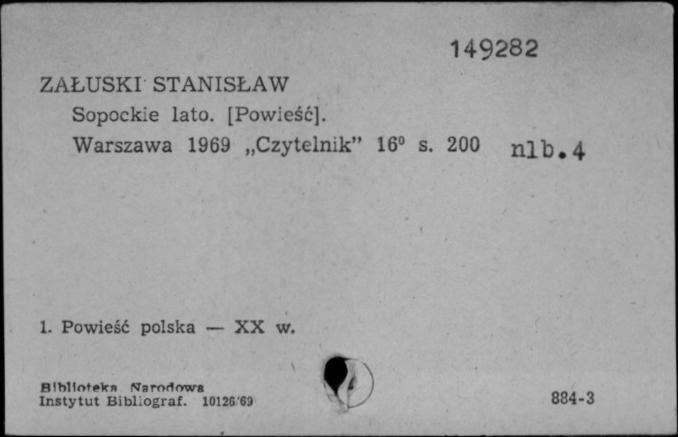 149282
ZAŁUSKI STANISŁAW
Sopockie lato. [Powieść].
Warszawa 1969 „Czytelnik” 16⁰ s. 200 nlb.4
1. Powieść polska — XX w.
Biblioteka Narodowa
Instytut Bibliograf. 10126/69
884-3